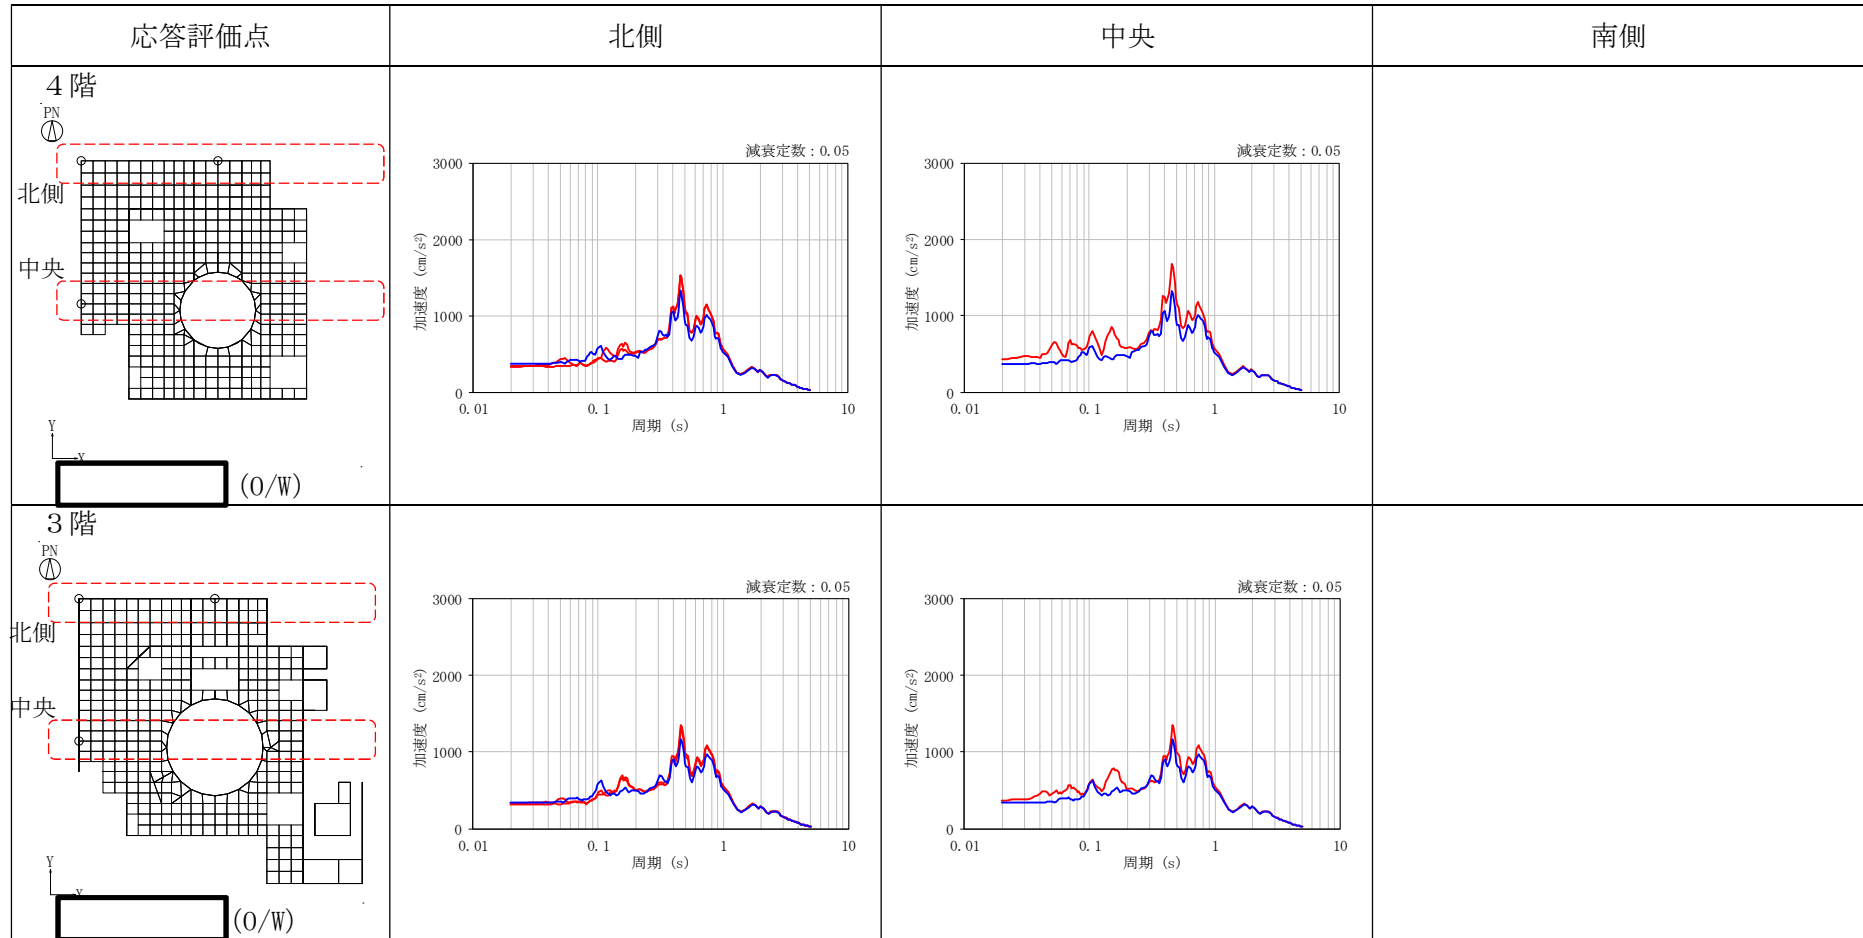 応答評価点 北側 中央 南側
４階
PN
北側
中央
Y
X
(O/W)
減衰定数：0.05
3000
2000
1000
0
加速度 (cm/s²)
0.01 0.1 1 10
周期 (s)
減衰定数：0.05
3000
2000
1000
0
加速度 (cm/s²)
0.01 0.1 1 10
周期 (s)
３階
PN
北側
中央
Y
X
(O/W)
減衰定数：0.05
3000
2000
1000
0
加速度 (cm/s²)
0.01 0.1 1 10
周期 (s)
減衰定数：0.05
3000
2000
1000
0
加速度 (cm/s²)
0.01 0.1 1 10
周期 (s)